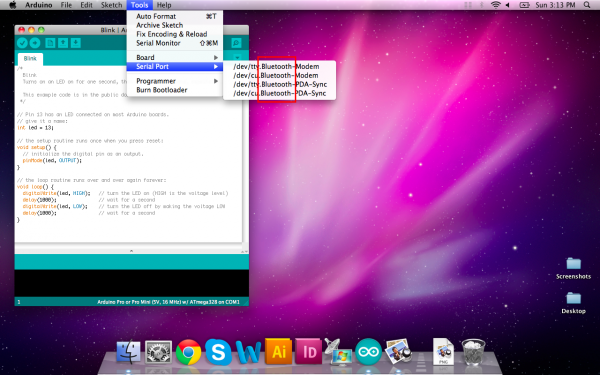 Arduino File Edit Sketch Tools Help Sun 3:13 PM
Auto Format ⌘T
Archive Sketch
Fix Encoding & Reload
Serial Monitor ⇧⌘M
Board
Serial Port
Programmer
Burn Bootloader
/dev/tty.Bluetooth-Modem
/dev/cu.Bluetooth-Modem
/dev/tty.Bluetooth-PDA-Sync
/dev/cu.Bluetooth-PDA-Sync
Blink
/*
Blink
Turns on an LED on for one second, th
This example code is in the public do
*/
// Pin 13 has an LED connected on most Arduino boards.
// give it a name:
int led = 13;
// the setup routine runs once when you press reset:
void setup() {
// initialize the digital pin as an output.
pinMode(led, OUTPUT);
}
// the loop routine runs over and over again forever:
void loop() {
digitalWrite(led, HIGH); // turn the LED on (HIGH is the voltage level)
delay(1000); // wait for a second
digitalWrite(led, LOW); // turn the LED off by making the voltage LOW
delay(1000); // wait for a second
}
1 Arduino Pro or Pro Mini (5V, 16 MHz) w/ ATmega328 on COM1
Screenshots
Desktop
Ai
ID
PNG